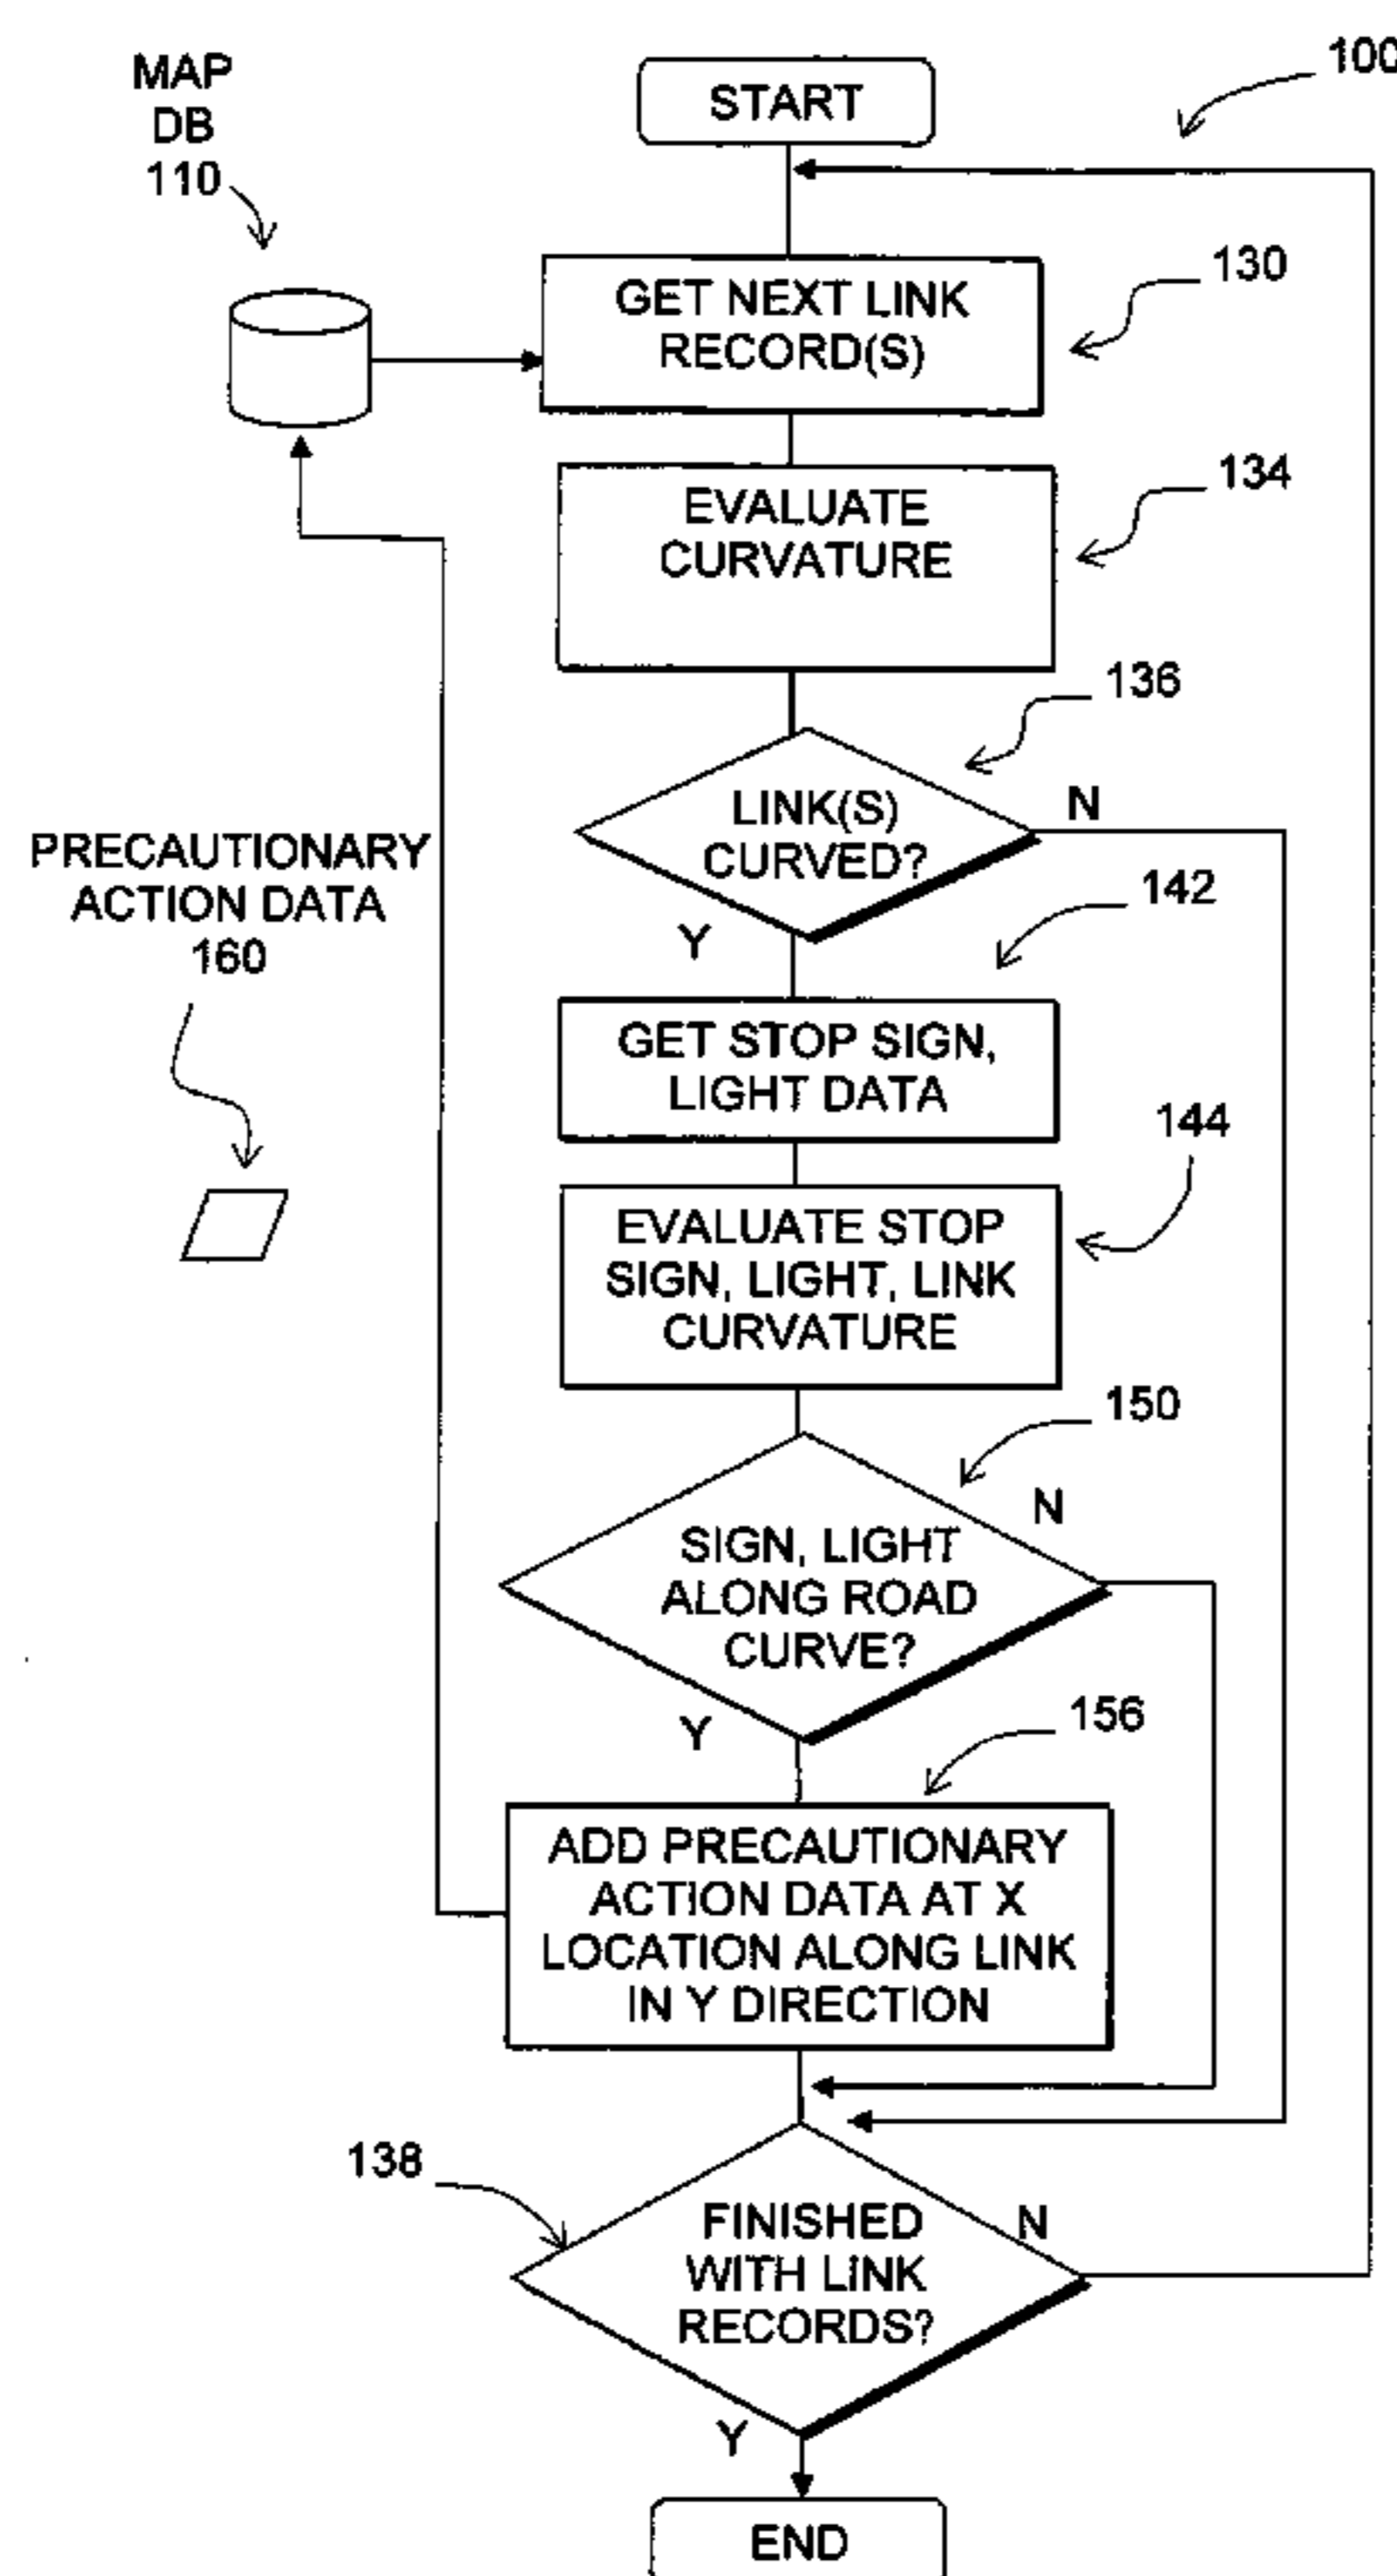 MAP
DB
110
START
100
GET NEXT LINK
RECORD(S)
130
EVALUATE
CURVATURE
134
136
LINK(S)
CURVED?
N
Y
PRECAUTIONARY
ACTION DATA
160
142
GET STOP SIGN,
LIGHT DATA
144
EVALUATE STOP
SIGN, LIGHT, LINK
CURVATURE
150
N
SIGN, LIGHT
ALONG ROAD
CURVE?
Y
156
ADD PRECAUTIONARY
ACTION DATA AT X
LOCATION ALONG LINK
IN Y DIRECTION
138
FINISHED
WITH LINK
RECORDS?
N
Y
END